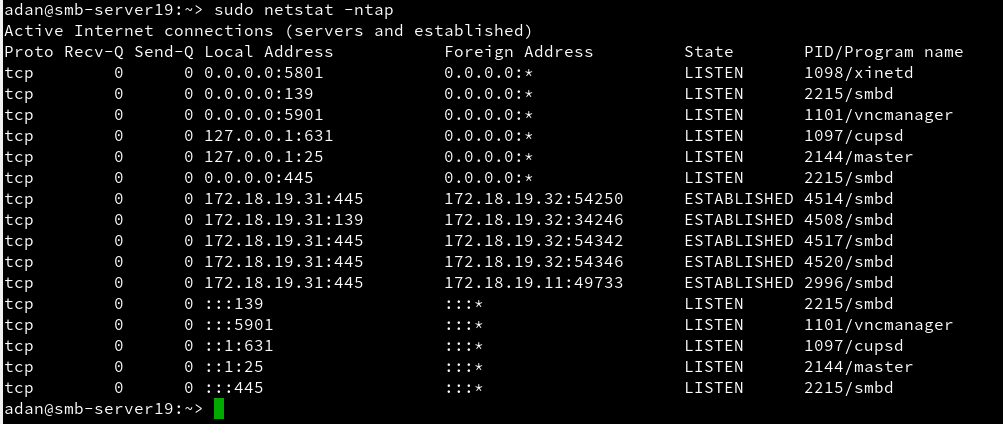 adan@smb-server19:~> sudo netstat -ntap
Active Internet connections (servers and established)
Proto Recv-Q Send-Q Local Address           Foreign Address         State       PID/Program name
tcp        0      0 0.0.0.0:5801            0.0.0.0:*               LISTEN      1098/xinetd
tcp        0      0 0.0.0.0:139             0.0.0.0:*               LISTEN      2215/smbd
tcp        0      0 0.0.0.0:5901            0.0.0.0:*               LISTEN      1101/vncmanager
tcp        0      0 127.0.0.1:631           0.0.0.0:*               LISTEN      1097/cupsd
tcp        0      0 127.0.0.1:25            0.0.0.0:*               LISTEN      2144/master
tcp        0      0 0.0.0.0:445             0.0.0.0:*               LISTEN      2215/smbd
tcp        0      0 172.18.19.31:445        172.18.19.32:54250      ESTABLISHED 4514/smbd
tcp        0      0 172.18.19.31:139        172.18.19.32:34246      ESTABLISHED 4508/smbd
tcp        0      0 172.18.19.31:445        172.18.19.32:54342      ESTABLISHED 4517/smbd
tcp        0      0 172.18.19.31:445        172.18.19.32:54346      ESTABLISHED 4520/smbd
tcp        0      0 172.18.19.31:445        172.18.19.11:49733      ESTABLISHED 2996/smbd
tcp        0      0 :::139                  :::*                    LISTEN      2215/smbd
tcp        0      0 :::5901                 :::*                    LISTEN      1101/vncmanager
tcp        0      0 ::1:631                 :::*                    LISTEN      1097/cupsd
tcp        0      0 ::1:25                  :::*                    LISTEN      2144/master
tcp        0      0 :::445                  :::*                    LISTEN      2215/smbd
adan@smb-server19:~>